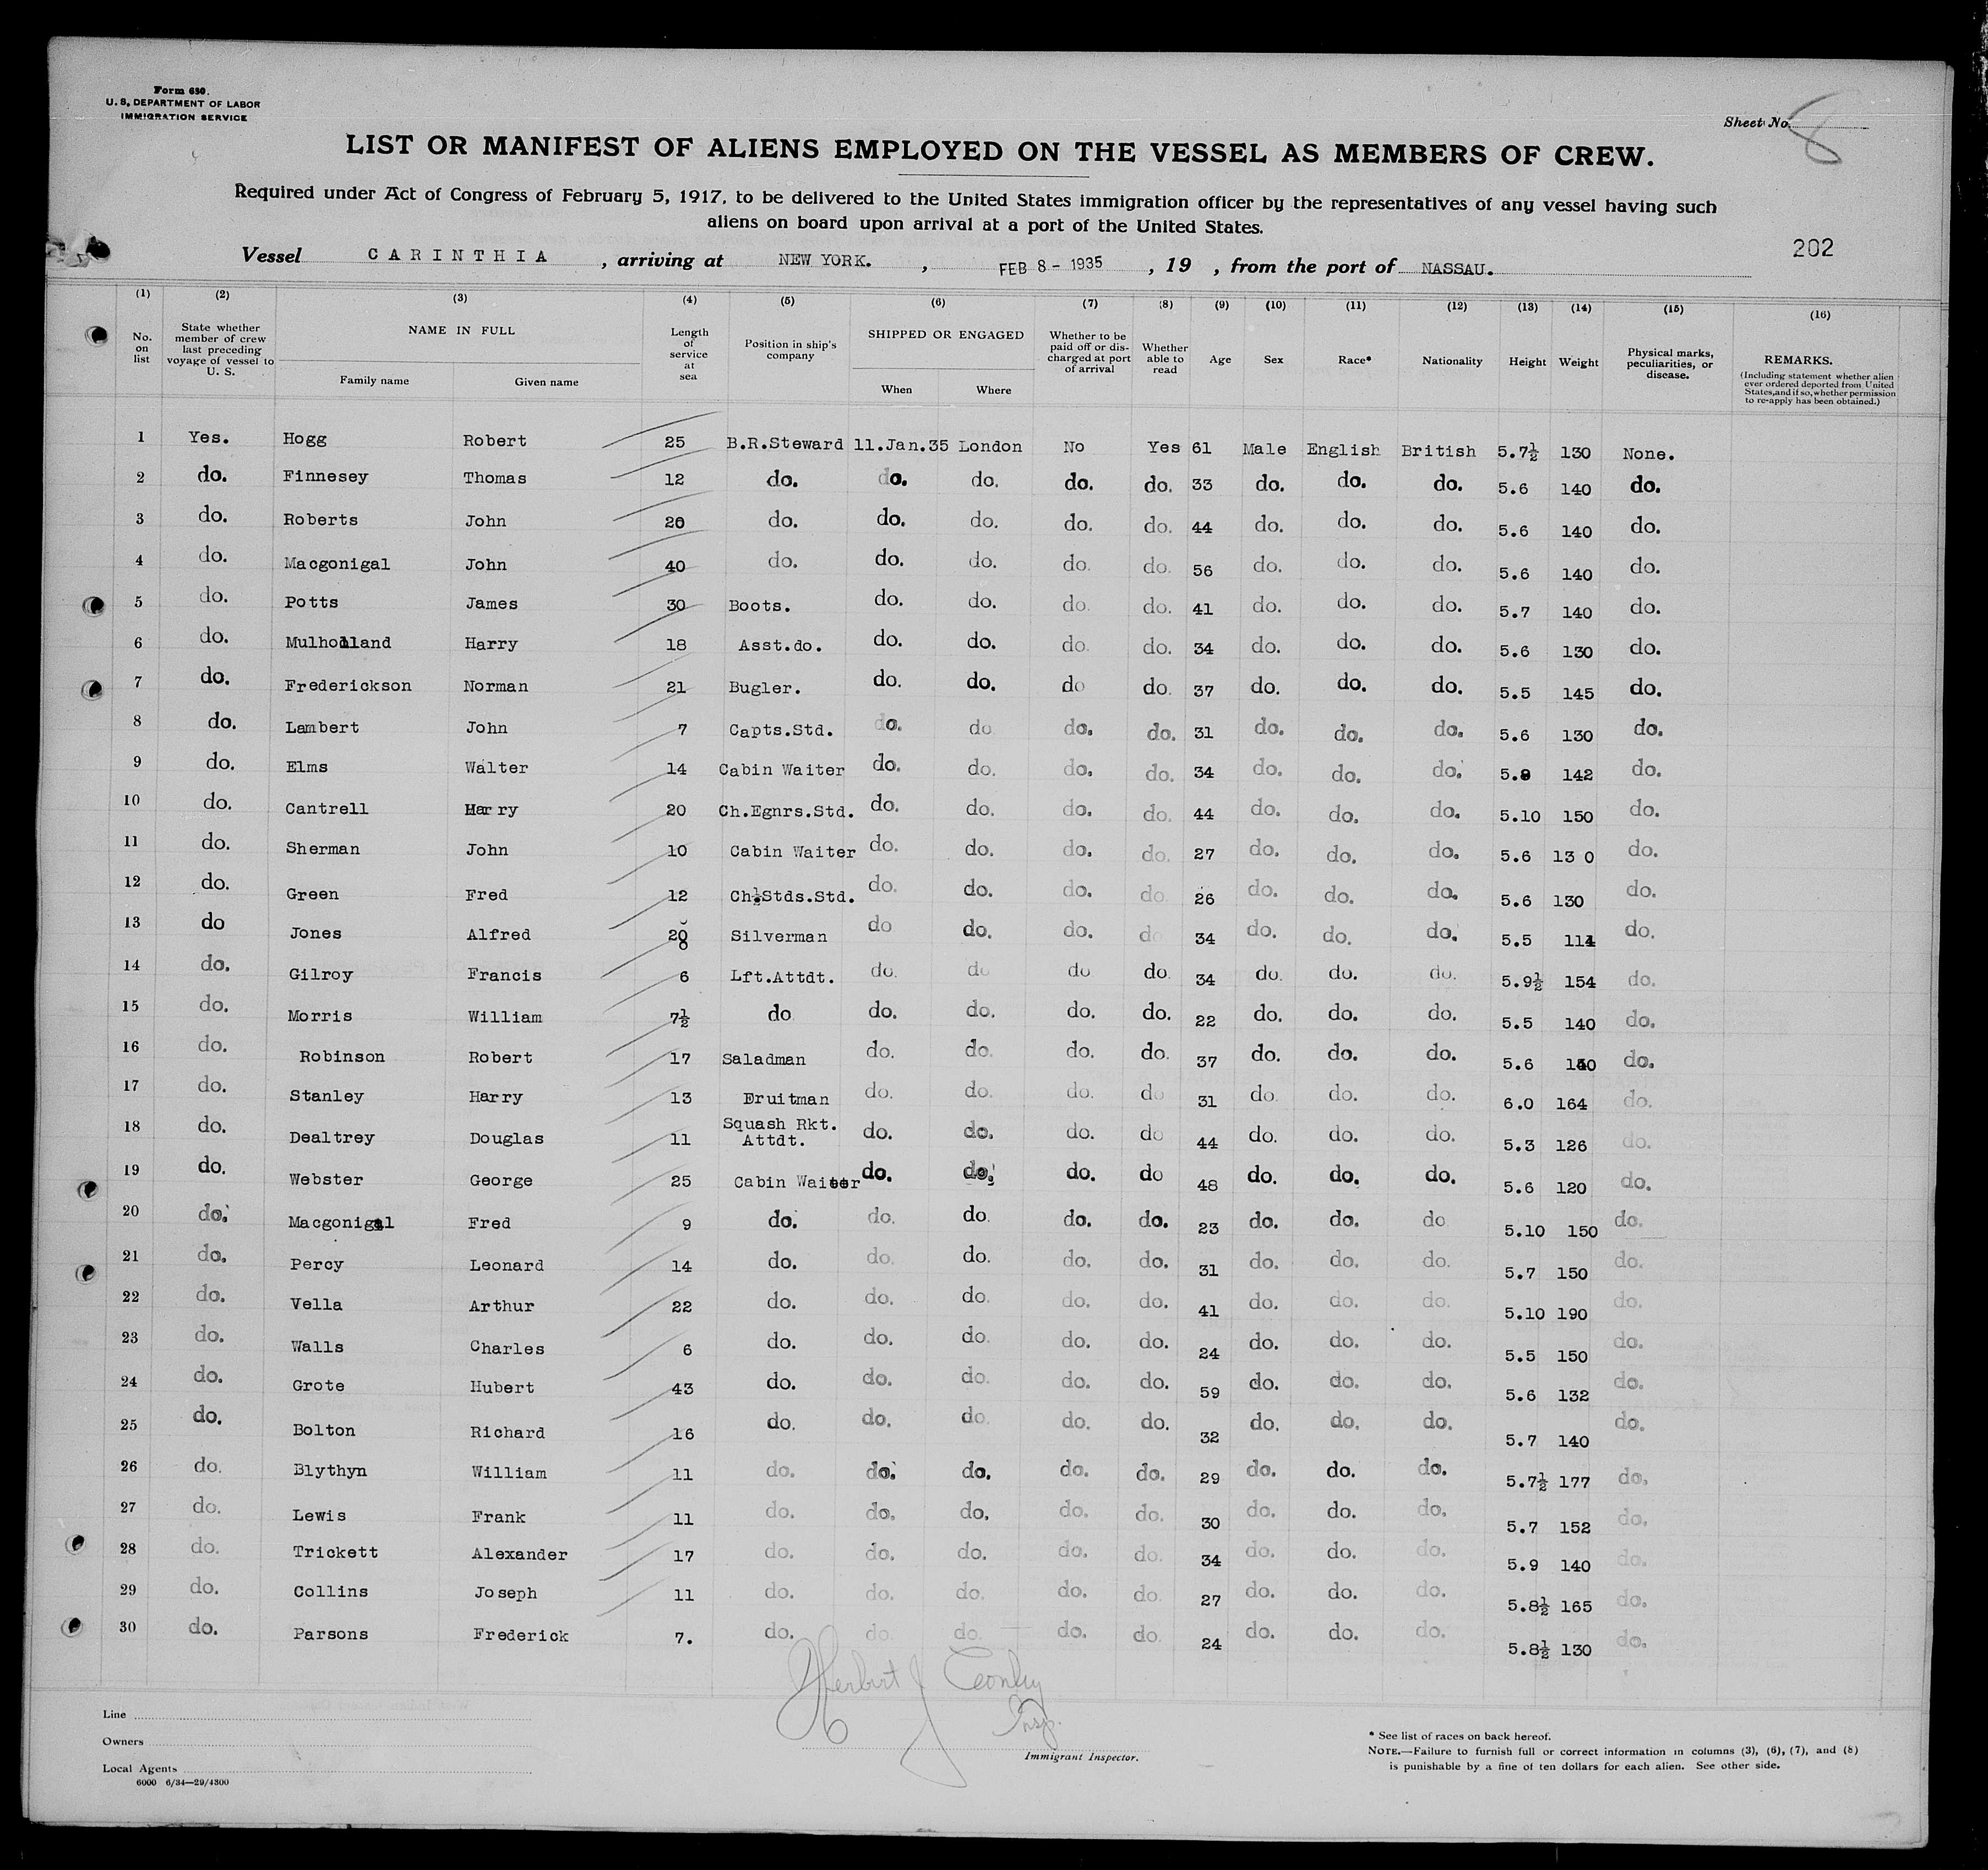 Form 680.
U. S. DEPARTMENT OF LABOR
IMMIGRATION SERVICE
Sheet No. 8
LIST OR MANIFEST OF ALIENS EMPLOYED ON THE VESSEL AS MEMBERS OF CREW.
Required under Act of Congress of February 5, 1917, to be delivered to the United States immigration officer by the representatives of any vessel having such
aliens on board upon arrival at a port of the United States.
202
Vessel CARINTHIA , arriving at NEW YORK. , FEB 8 - 1935 , 19 , from the port of NASSAU.
(1) (2) (3) (4) (5) (6) (7) (8) (9) (10) (11) (12) (13) (14) (15) (16)
No. on list
State whether member of crew last preceding voyage of vessel to U. S.
NAME IN FULL
Family name Given name
Length of service at sea
Position in ship's company
SHIPPED OR ENGAGED
When Where
Whether to be paid off or discharged at port of arrival
Whether able to read
Age Sex Race* Nationality Height Weight
Physical marks, peculiarities, or disease.
REMARKS.
(Including statement whether alien ever ordered deported from United States, and if so, whether permission to re-apply has been obtained.)
1 Yes. Hogg Robert 25 B.R.Steward 11.Jan.35 London No Yes 61 Male English British 5.7½ 130 None.
2 do. Finnesey Thomas 12 do. do. do. do. do. 33 do. do. do. 5.6 140 do.
3 do. Roberts John 20 do. do. do. do. do. 44 do. do. do. 5.6 140 do.
4 do. Macgonigal John 40 do. do. do. do. do. 56 do. do. do. 5.6 140 do.
5 do. Potts James 30 Boots. do. do. do. do. 41 do. do. do. 5.7 140 do.
6 do. Mulholland Harry 18 Asst.do. do. do. do. do. 34 do. do. do. 5.6 130 do.
7 do. Frederickson Norman 21 Bugler. do. do. do do. 37 do. do. do. 5.5 145 do.
8 do. Lambert John 7 Capts.Std. do. do do. do. 31 do. do. do. 5.6 130 do.
9 do. Elms Walter 14 Cabin Waiter do. do. do. do. 34 do. do. do. 142 do.
10 do. Cantrell Harry 20 Ch.Egnrs.Std. do. do. do. do. 44 do. do. do. 5.10 150 do.
11 do. Sherman John 10 Cabin Waiter do. do. do. do. 27 do. do. do. 5.6 13 0 do.
12 do. Green Fred 12 Ch.Stds.Std. do. do. do. do 26 do. do. do. 5.6 130 do.
13 do Jones Alfred 20 Silverman do do. do. do 34 do. do. do. 5.5 114 do.
14 do. Gilroy Francis 6 Lft.Attdt. do. do do do. 34 do. do. do. 5.9½ 154 do.
15 do. Morris William 7½ do do. do. do. do. 22 do. do. do. 5.5 140 do.
16 do. Robinson Robert 17 Saladman do. do. do. do. 37 do. do. do. 5.6 do.
17 do. Stanley Harry 13 Fruitman do. do. do. do 31 do. do. do. 6.0 164 do.
18 do. Dealtrey Douglas 11 Squash Rkt. Attdt. do. do. do. do 44 do. do. do. 5.3 126 do.
19 do. Webster George 25 Cabin Waiter do. do. do. do 48 do. do. do. 5.6 120 do.
20 do. Macgonigal Fred 9 do. do. do do. do. 23 do. do. do 5.10 150 do.
21 do. Percy Leonard 14 do. do. do. do. do. 31 do. do. do. 5.7 150 do.
22 do. Vella Arthur 22 do. do. do. do. do. 41 do. do. do. 5.10 190 do.
23 do. Walls Charles 6 do. do. do. do. do. 24 do. do. do. 5.5 150 do.
24 do. Grote Hubert 43 do. do. do. do. do. 59 do. do. do. 5.6 132 do.
25 do. Bolton Richard 16 do. do. do. do. do. 32 do. do. do. 5.7 140 do.
26 do. Blythyn William 11 do. do. do. do. do. 29 do. do. do. 5.7½ 177 do.
27 do. Lewis Frank 11 do. do. do. do. do. 30 do. do. do. 5.7 152 do.
28 do. Trickett Alexander 17 do. do. do. do. do. 34 do. do. do. 5.9 140 do.
29 do. Collins Joseph 11 do. do. do. do. do. 27 do. do. do. 5.8½ 165 do.
30 do. Parsons Frederick 7. do. do. do. do. do. 24 do. do. do. 5.8½ 130 do.
Herbert J
Insp.
Immigrant Inspector.
Line
Owners
Local Agents
6000 6/34—29/4300
* See list of races on back hereof.
NOTE.—Failure to furnish full or correct information in columns (3), (6), (7), and (8)
is punishable by a fine of ten dollars for each alien. See other side.